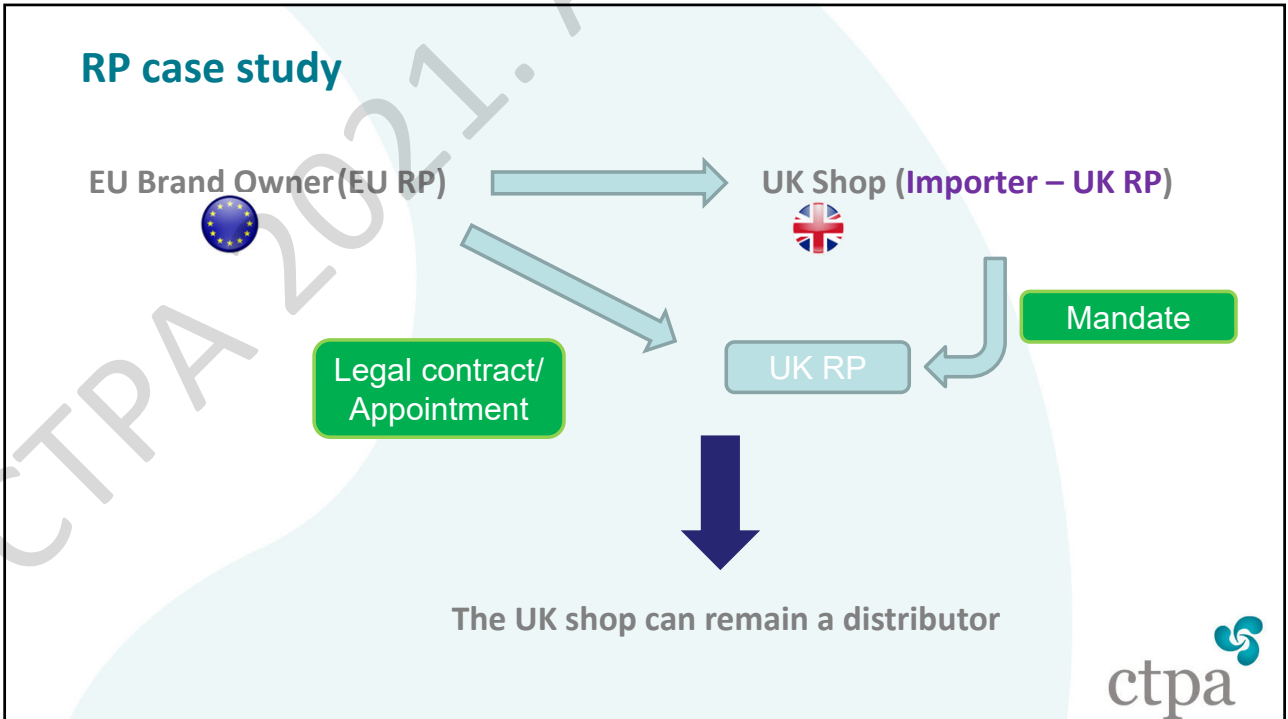 RP case study
EU Brand Owner (EU RP)
UK Shop (Importer – UK RP)
Mandate
Legal contract/
Appointment
UK RP
The UK shop can remain a distributor
ctpa
CTPA 2021.